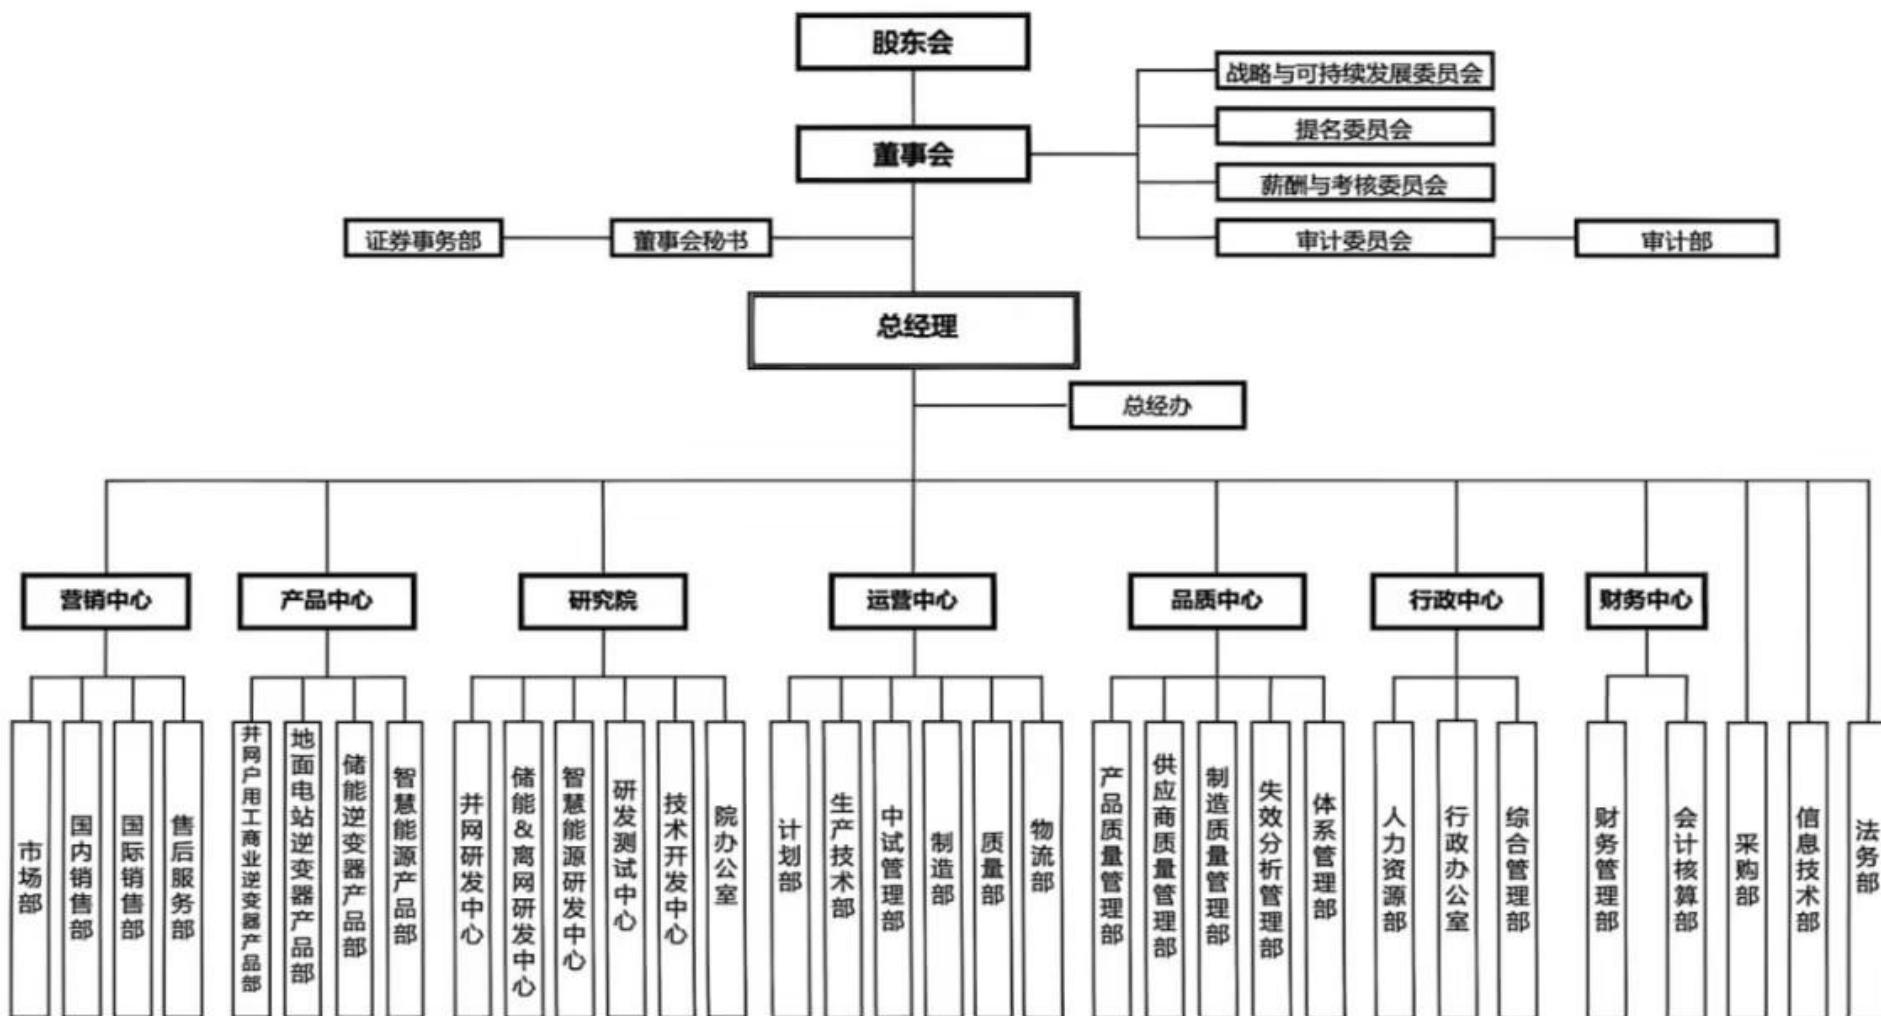 股东会
战略与可持续发展委员会
提名委员会
董事会
薪酬与考核委员会
证券事务部
董事会秘书
审计委员会
审计部
总经理
总经办
营销中心
产品中心
研究院
运营中心
品质中心
行政中心
财务中心
市场部
国内销售部
国际销售部
售后服务部
并网户用工商业逆变器产品部
地面电站逆变器产品部
储能逆变器产品部
智慧能源产品部
并网研发中心
储能&离网研发中心
智慧能源研发中心
研发测试中心
技术开发中心
院办公室
计划部
生产技术部
中试管理部
制造部
质量部
物流部
产品质量管理部
供应商质量管理部
制造质量管理部
失效分析管理部
体系管理部
人力资源部
行政办公室
综合管理部
财务管理部
会计核算部
采购部
信息技术部
法务部